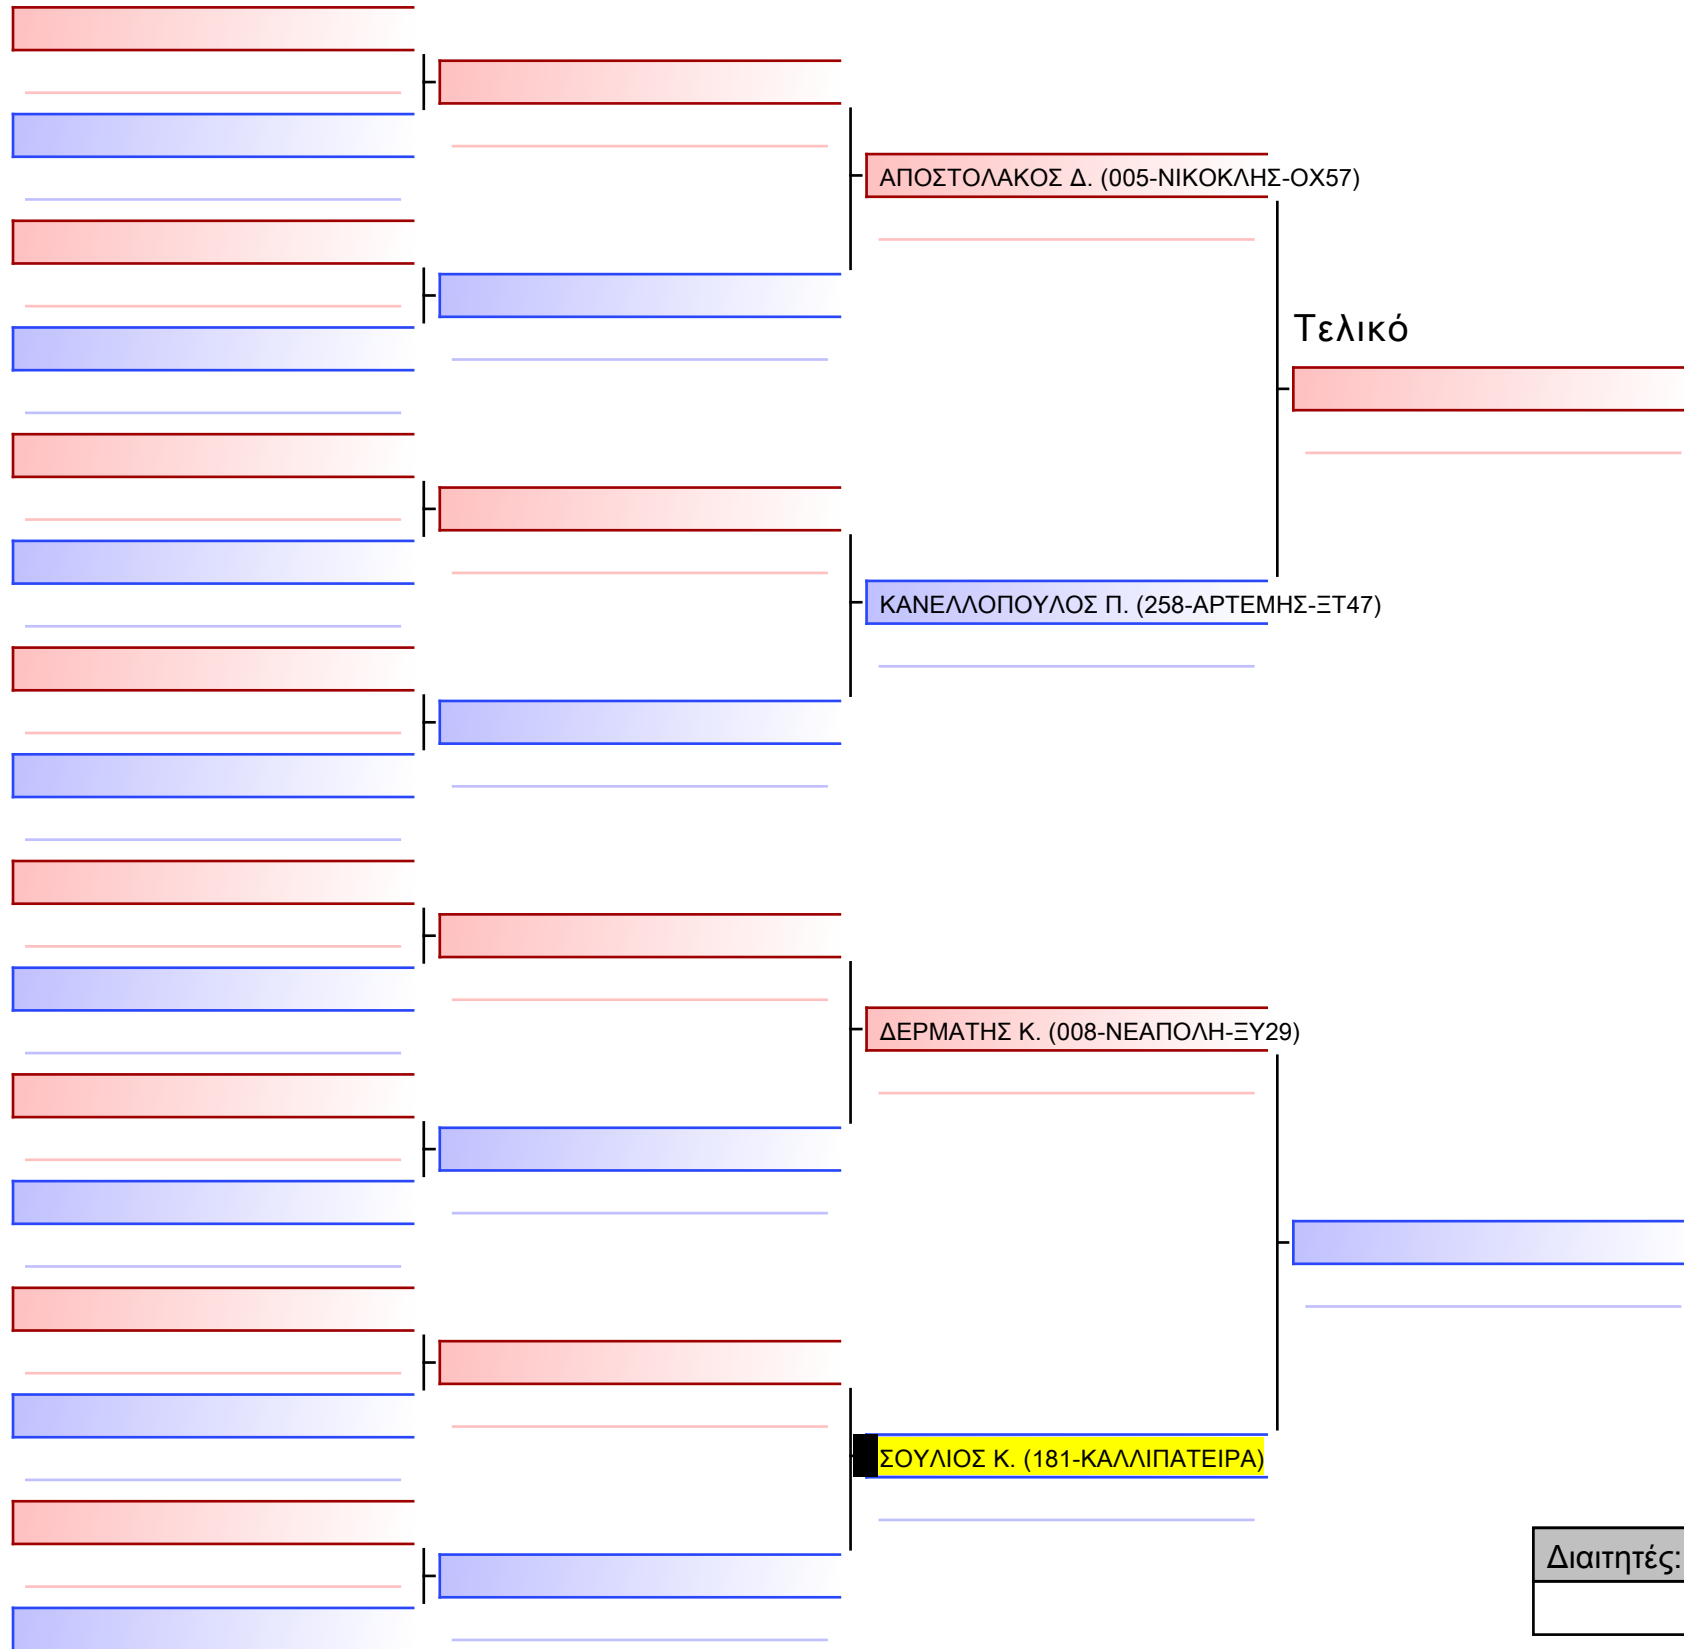 ΑΠΟΣΤΟΛΑΚΟΣ Δ. (005-ΝΙΚΟΚΛΗΣ-ΟΧ57)
Τελικό
ΚΑΝΕΛΛΟΠΟΥΛΟΣ Π. (258-ΑΡΤΕΜΗΣ-ΞΤ47)
ΔΕΡΜΑΤΗΣ Κ. (008-ΝΕΑΠΟΛΗ-ΞΥ29)
ΣΟΥΛΙΟΣ Κ. (181-ΚΑΛΛΙΠΑΤΕΙΡΑ)
Διαιτητές: